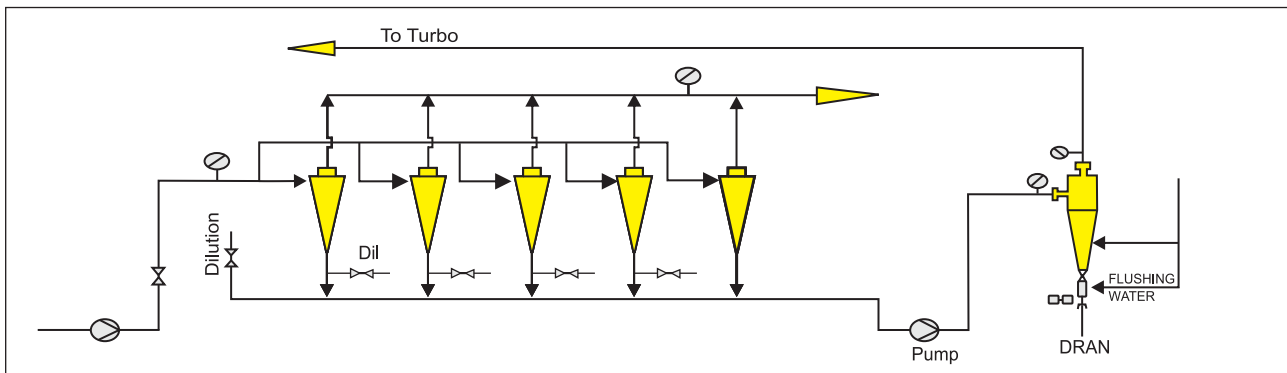 To Turbo
Dilution
Dil
FLUSHING
WATER
Pump
DRAN